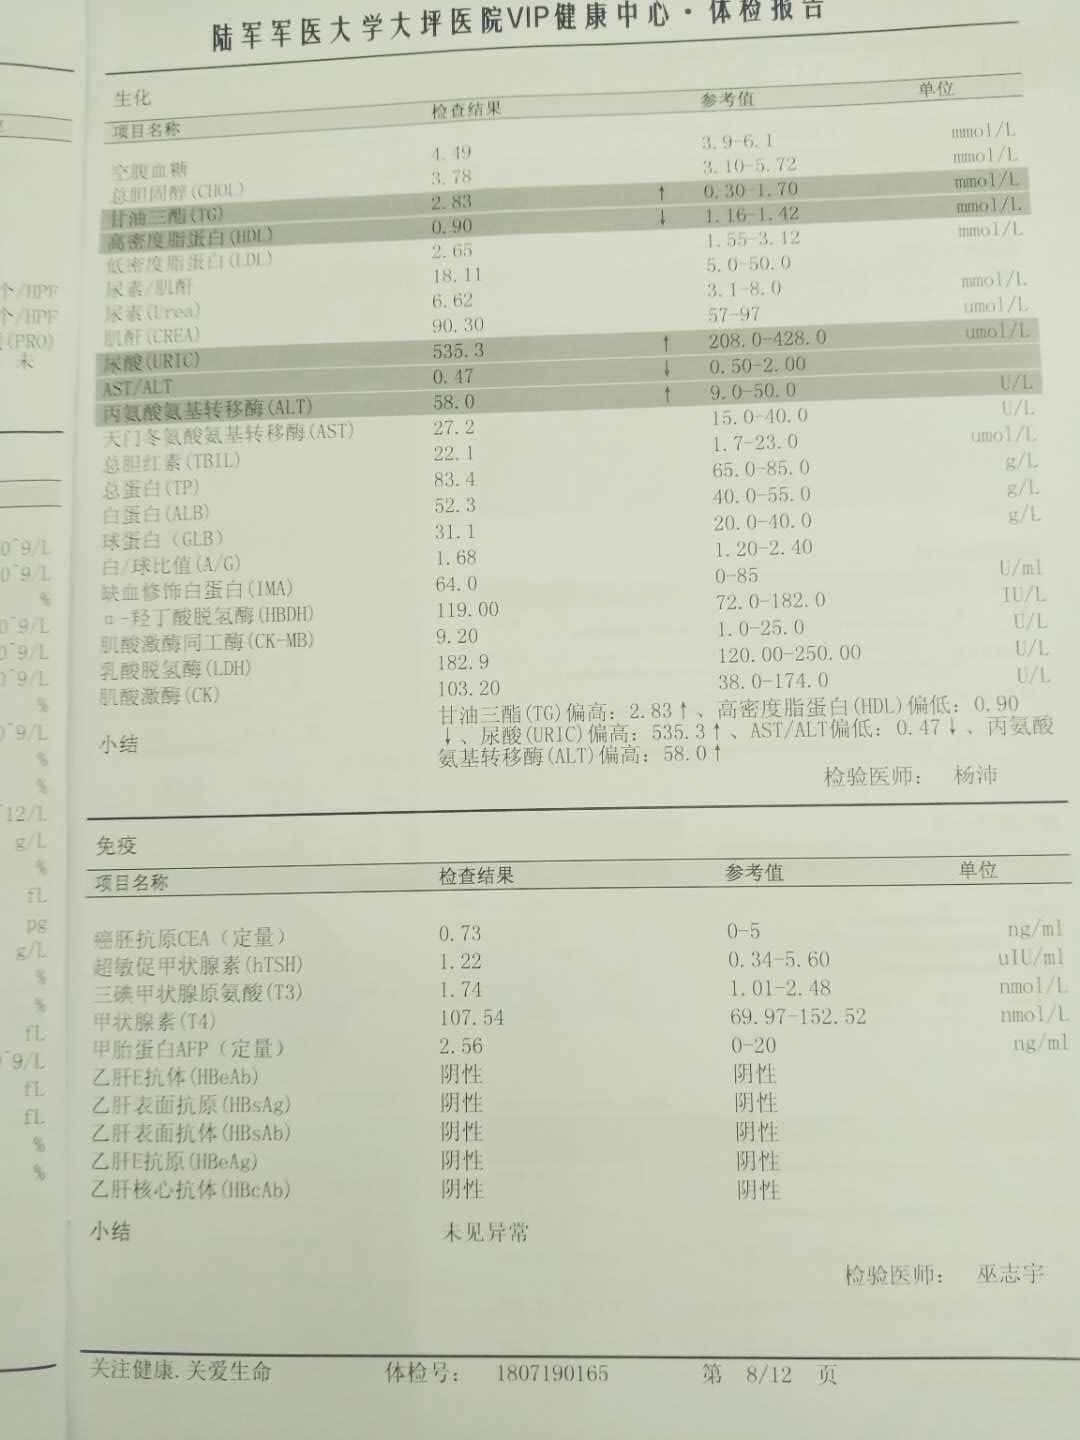 陆军军医大学大坪医院VIP健康中心·体检报告
生化
项目名称 检查结果 参考值 单位
空腹血糖 4.49 3.9-6.1 mmol/L
总胆固醇(CHOL) 3.78 3.10-5.72 mmol/L
甘油三酯(TG) 2.83 ↑ 0.30-1.70 mmol/L
高密度脂蛋白(HDL) 0.90 ↓ 1.16-1.42 mmol/L
低密度脂蛋白(LDL) 2.65 1.55-3.12 mmol/L
尿素/肌酐 18.11 5.0-50.0
尿素(Urea) 6.62 3.1-8.0 mmol/L
肌酐(CREA) 90.30 57-97 umol/L
尿酸(URIC) 535.3 ↑ 208.0-428.0 umol/L
AST/ALT 0.47 ↓ 0.50-2.00
丙氨酸氨基转移酶(ALT) 58.0 ↑ 9.0-50.0 U/L
天门冬氨酸氨基转移酶(AST) 27.2 15.0-40.0 U/L
总胆红素(TBIL) 22.1 1.7-23.0 umol/L
总蛋白(TP) 83.4 65.0-85.0 g/L
白蛋白(ALB) 52.3 40.0-55.0 g/L
球蛋白（GLB） 31.1 20.0-40.0 g/L
白/球比值(A/G) 1.68 1.20-2.40
缺血修饰白蛋白(IMA) 64.0 0-85 U/ml
α-羟丁酸脱氢酶(HBDH) 119.00 72.0-182.0 IU/L
肌酸激酶同工酶(CK-MB) 9.20 1.0-25.0 U/L
乳酸脱氢酶(LDH) 182.9 120.00-250.00 U/L
肌酸激酶(CK) 103.20 38.0-174.0 U/L
小结 甘油三酯(TG)偏高：2.83↑、高密度脂蛋白(HDL)偏低：0.90
↓、尿酸(URIC)偏高：535.3↑、AST/ALT偏低：0.47↓、丙氨酸
氨基转移酶(ALT)偏高：58.0↑
检验医师： 杨沛
免疫
项目名称 检查结果 参考值 单位
癌胚抗原CEA（定量） 0.73 0-5 ng/ml
超敏促甲状腺素(hTSH) 1.22 0.34-5.60 uIU/ml
三碘甲状腺原氨酸(T3) 1.74 1.01-2.48 nmol/L
甲状腺素(T4) 107.54 69.97-152.52 nmol/L
甲胎蛋白AFP（定量） 2.56 0-20 ng/ml
乙肝E抗体(HBeAb) 阴性 阴性
乙肝表面抗原(HBsAg) 阴性 阴性
乙肝表面抗体(HBsAb) 阴性 阴性
乙肝E抗原(HBeAg) 阴性 阴性
乙肝核心抗体(HBcAb) 阴性 阴性
小结 未见异常
检验医师： 巫志宇
关注健康.关爱生命 体检号： 1807190165 第 8/12 页
个/HPF
个/HPF
(PRO)
未
0^9/L
0^9/L
%
0^9/L
0^9/L
0^9/L
%
0^9/L
%
%
^12/L
g/L
%
fL
pg
g/L
%
%
fL
^9/L
fL
fL
%
%